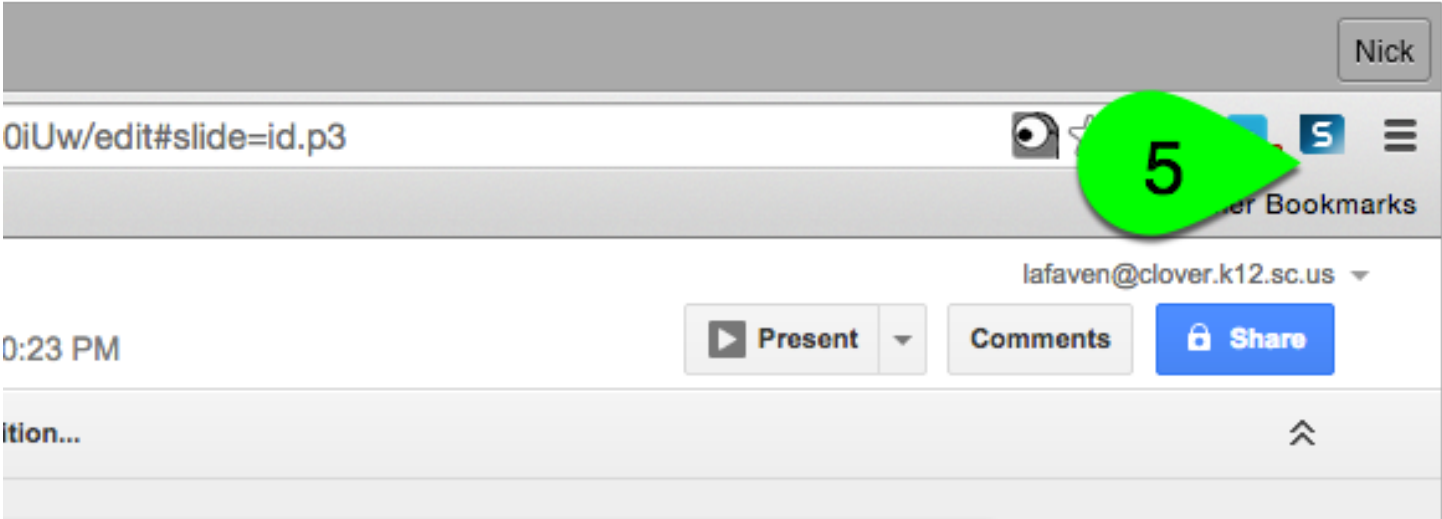 Nick
0iUw/edit#slide=id.p3
5
S
Bookmarks
lafaven@clover.k12.sc.us
0:23 PM
Present
Comments
Share
ition...